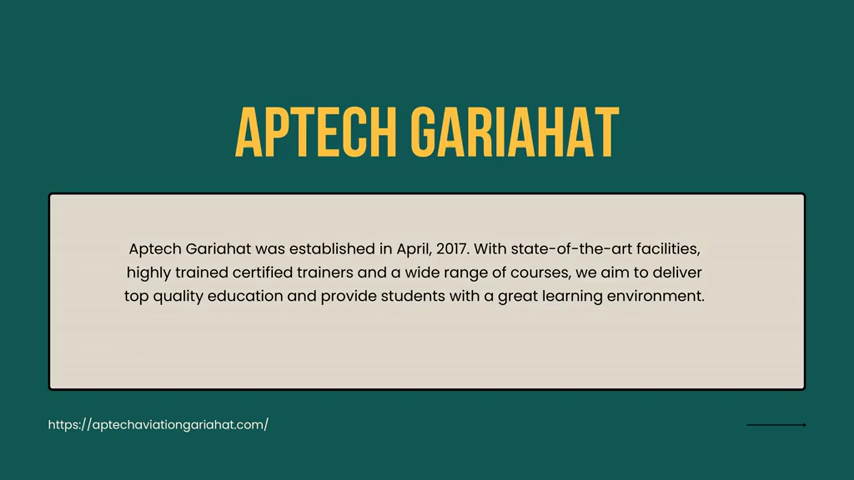 APTECH GARIAHAT
Aptech Gariahat was established in April, 2017. With state-of-the-art facilities,
highly trained certified trainers and a wide range of courses, we aim to deliver
top quality education and provide students with a great learning environment.
https://aptechaviationgariahat.com/